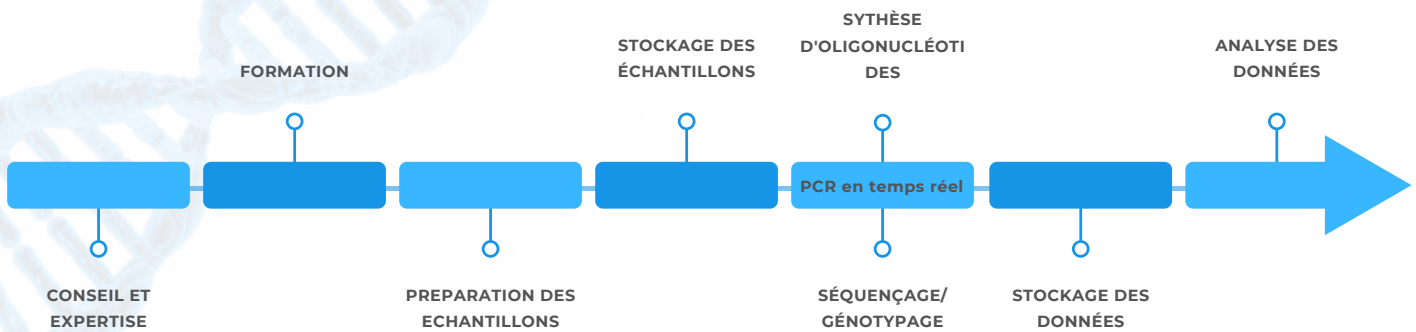 SYTHÈSE
D'OLIGONUCLÉOTI
DES
STOCKAGE DES
ÉCHANTILLONS
ANALYSE DES
DONNÉES
FORMATION
PCR en temps réel
CONSEIL ET
EXPERTISE
PREPARATION DES
ECHANTILLONS
SÉQUENÇAGE/
GÉNOTYPAGE
STOCKAGE DES
DONNÉES